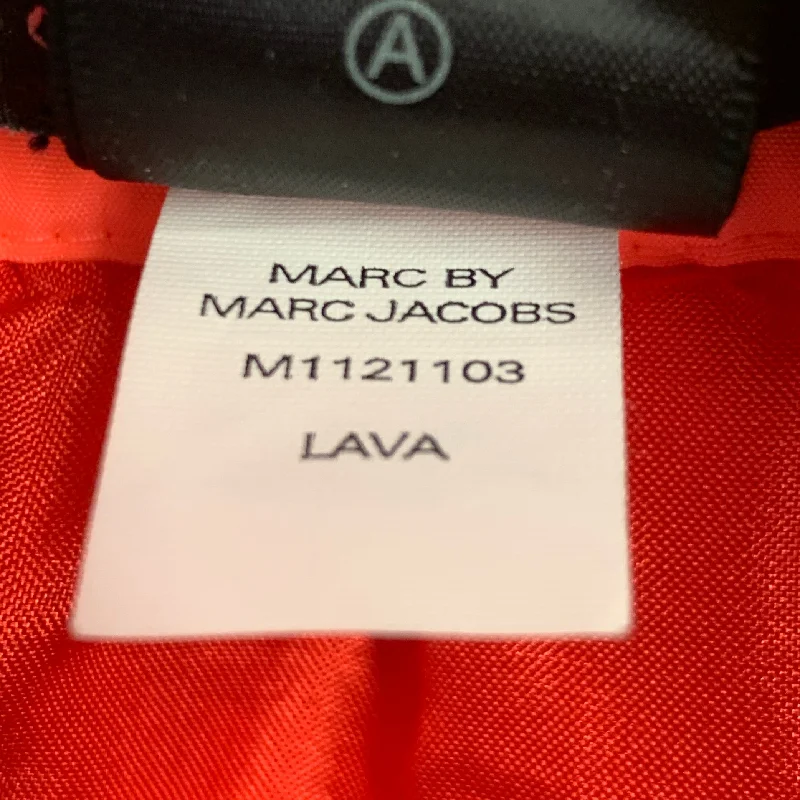 A
MARC BY
MARC JACOBS
M1121103
LAVA